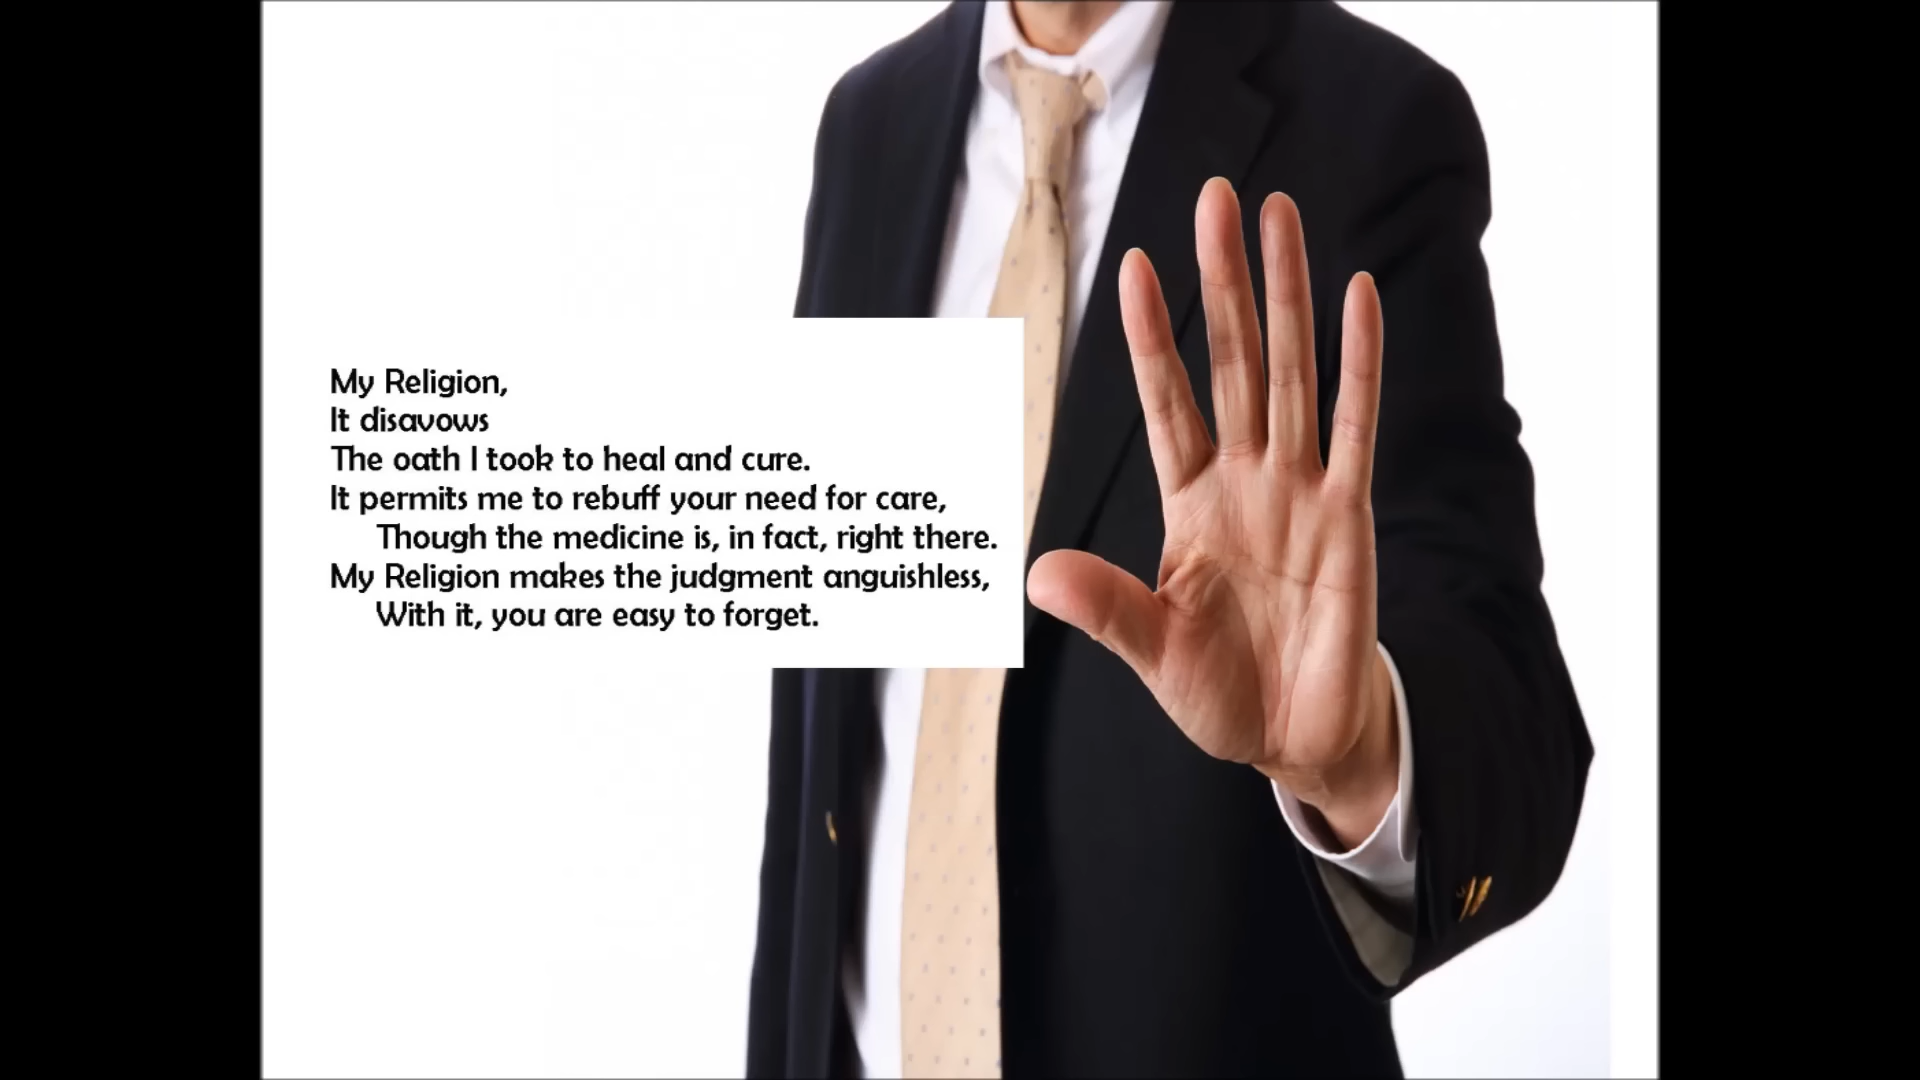 My Religion,
It disavows
The oath I took to heal and cure.
It permits me to rebuff your need for care,
Though the medicine is, in fact, right there.
My Religion makes the judgment anguishless,
With it, you are easy to forget.